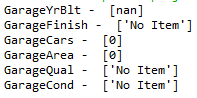 GarageYrBlt -  [nan]
GarageFinish -  ['No Item']
GarageCars -  [0]
GarageArea -  [0]
GarageQual -  ['No Item']
GarageCond -  ['No Item']